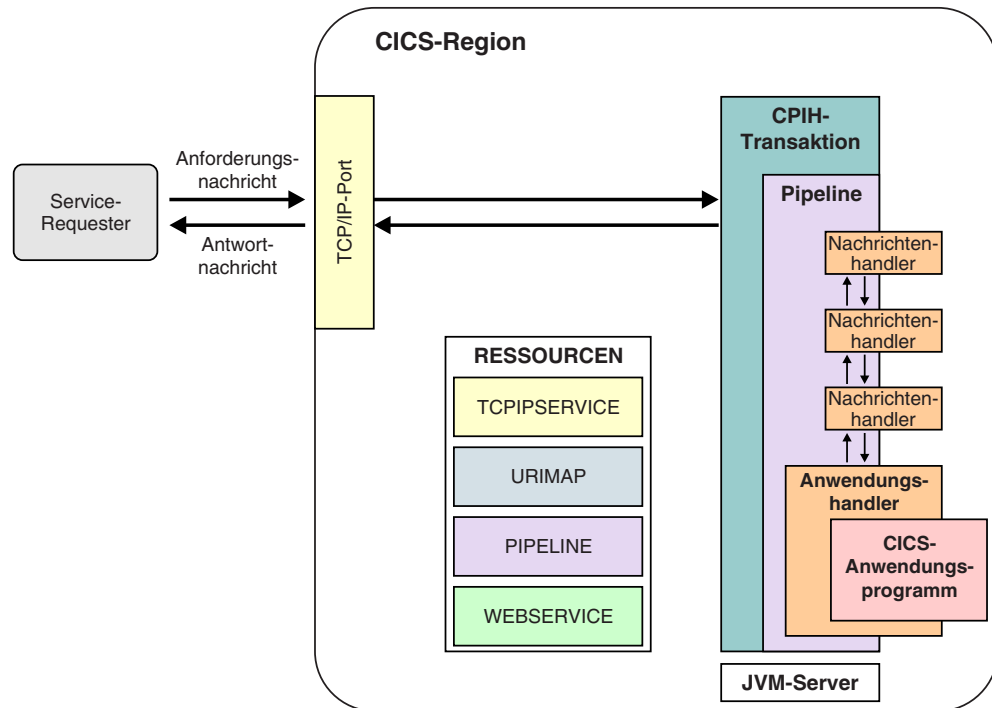 CICS-Region
Service-
Requester
Anforderungs-
nachricht
Antwort-
nachricht
TCP/IP-Port
RESSOURCEN
TCPIPSERVICE
URIMAP
PIPELINE
WEBSERVICE
CPIH-
Transaktion
Pipeline
Nachrichten-
handler
Nachrichten-
handler
Nachrichten-
handler
Anwendungs-
handler
CICS-
Anwendungs-
programm
JVM-Server